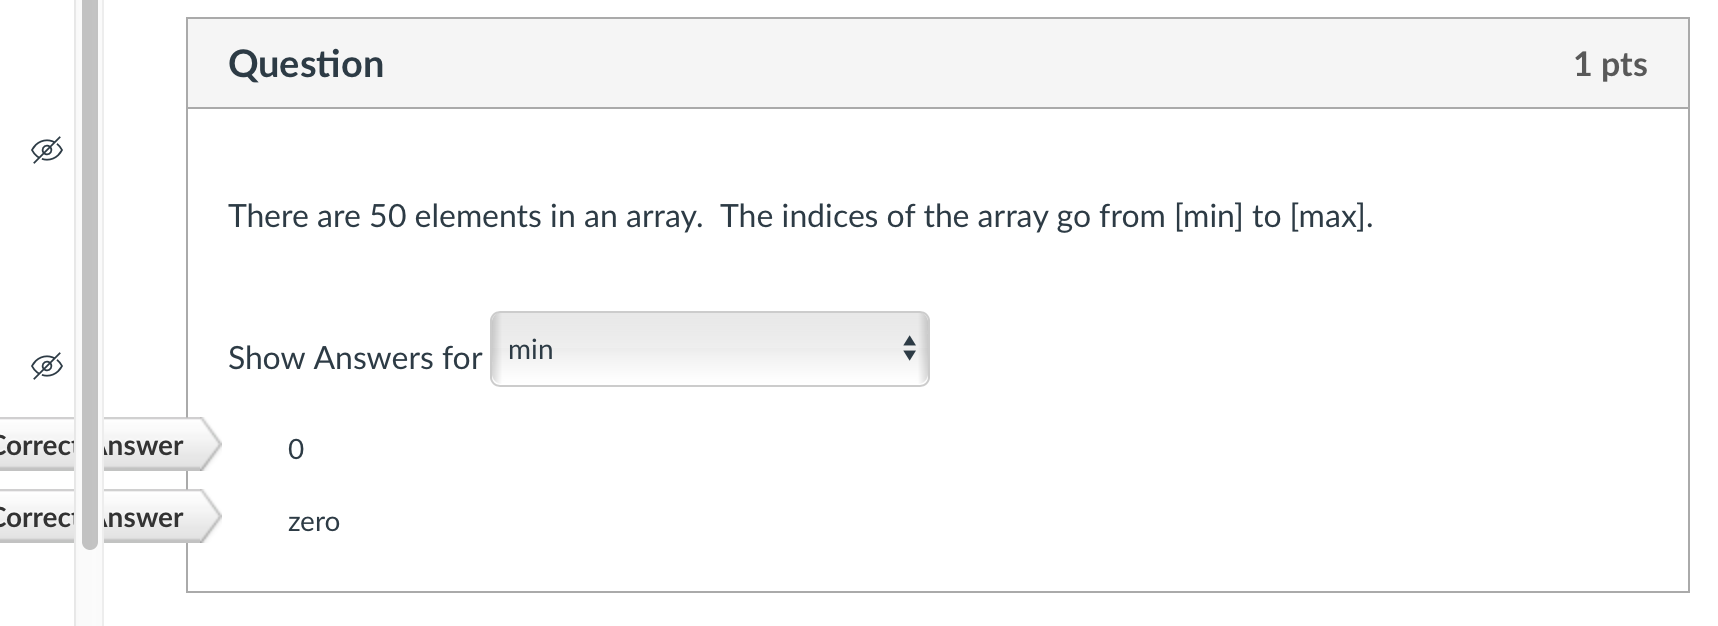 Question
1 pts
There are 50 elements in an array.  The indices of the array go from [min] to [max].
Show Answers for min
Correct Answer 0
Correct Answer zero